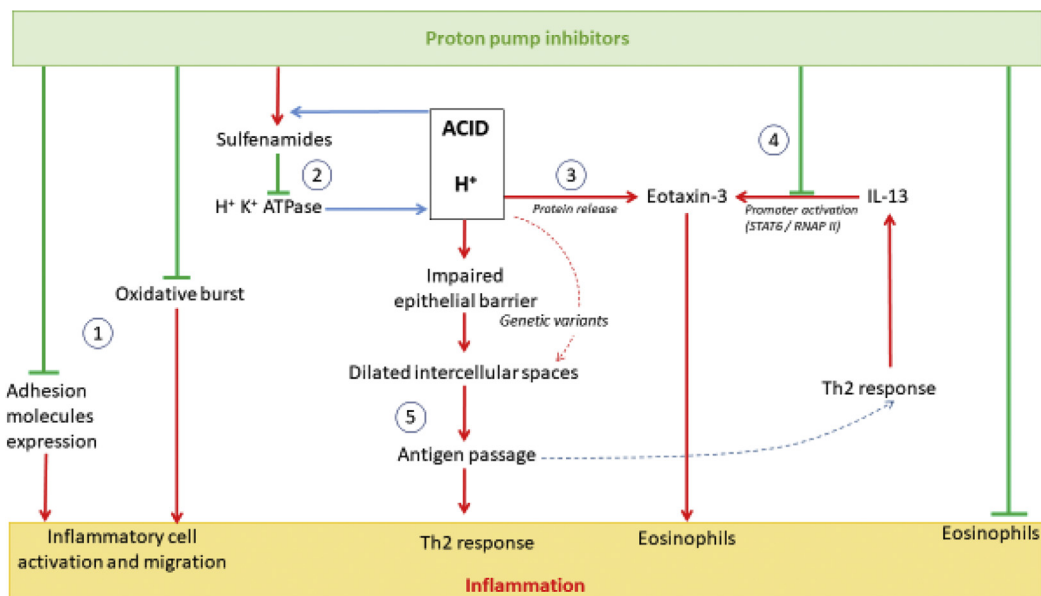 Proton pump inhibitors
ACID
H⁺
Sulfenamides
2
H⁺ K⁺ ATPase
3
Protein release
Eotaxin-3
4
IL-13
Promoter activation
(STAT6 / RNAP II)
Impaired
epithelial barrier
Genetic variants
Oxidative burst
1
Dilated intercellular spaces
Adhesion
molecules
expression
Th2 response
5
Antigen passage
Inflammatory cell
activation and migration
Th2 response
Eosinophils
Eosinophils
Inflammation